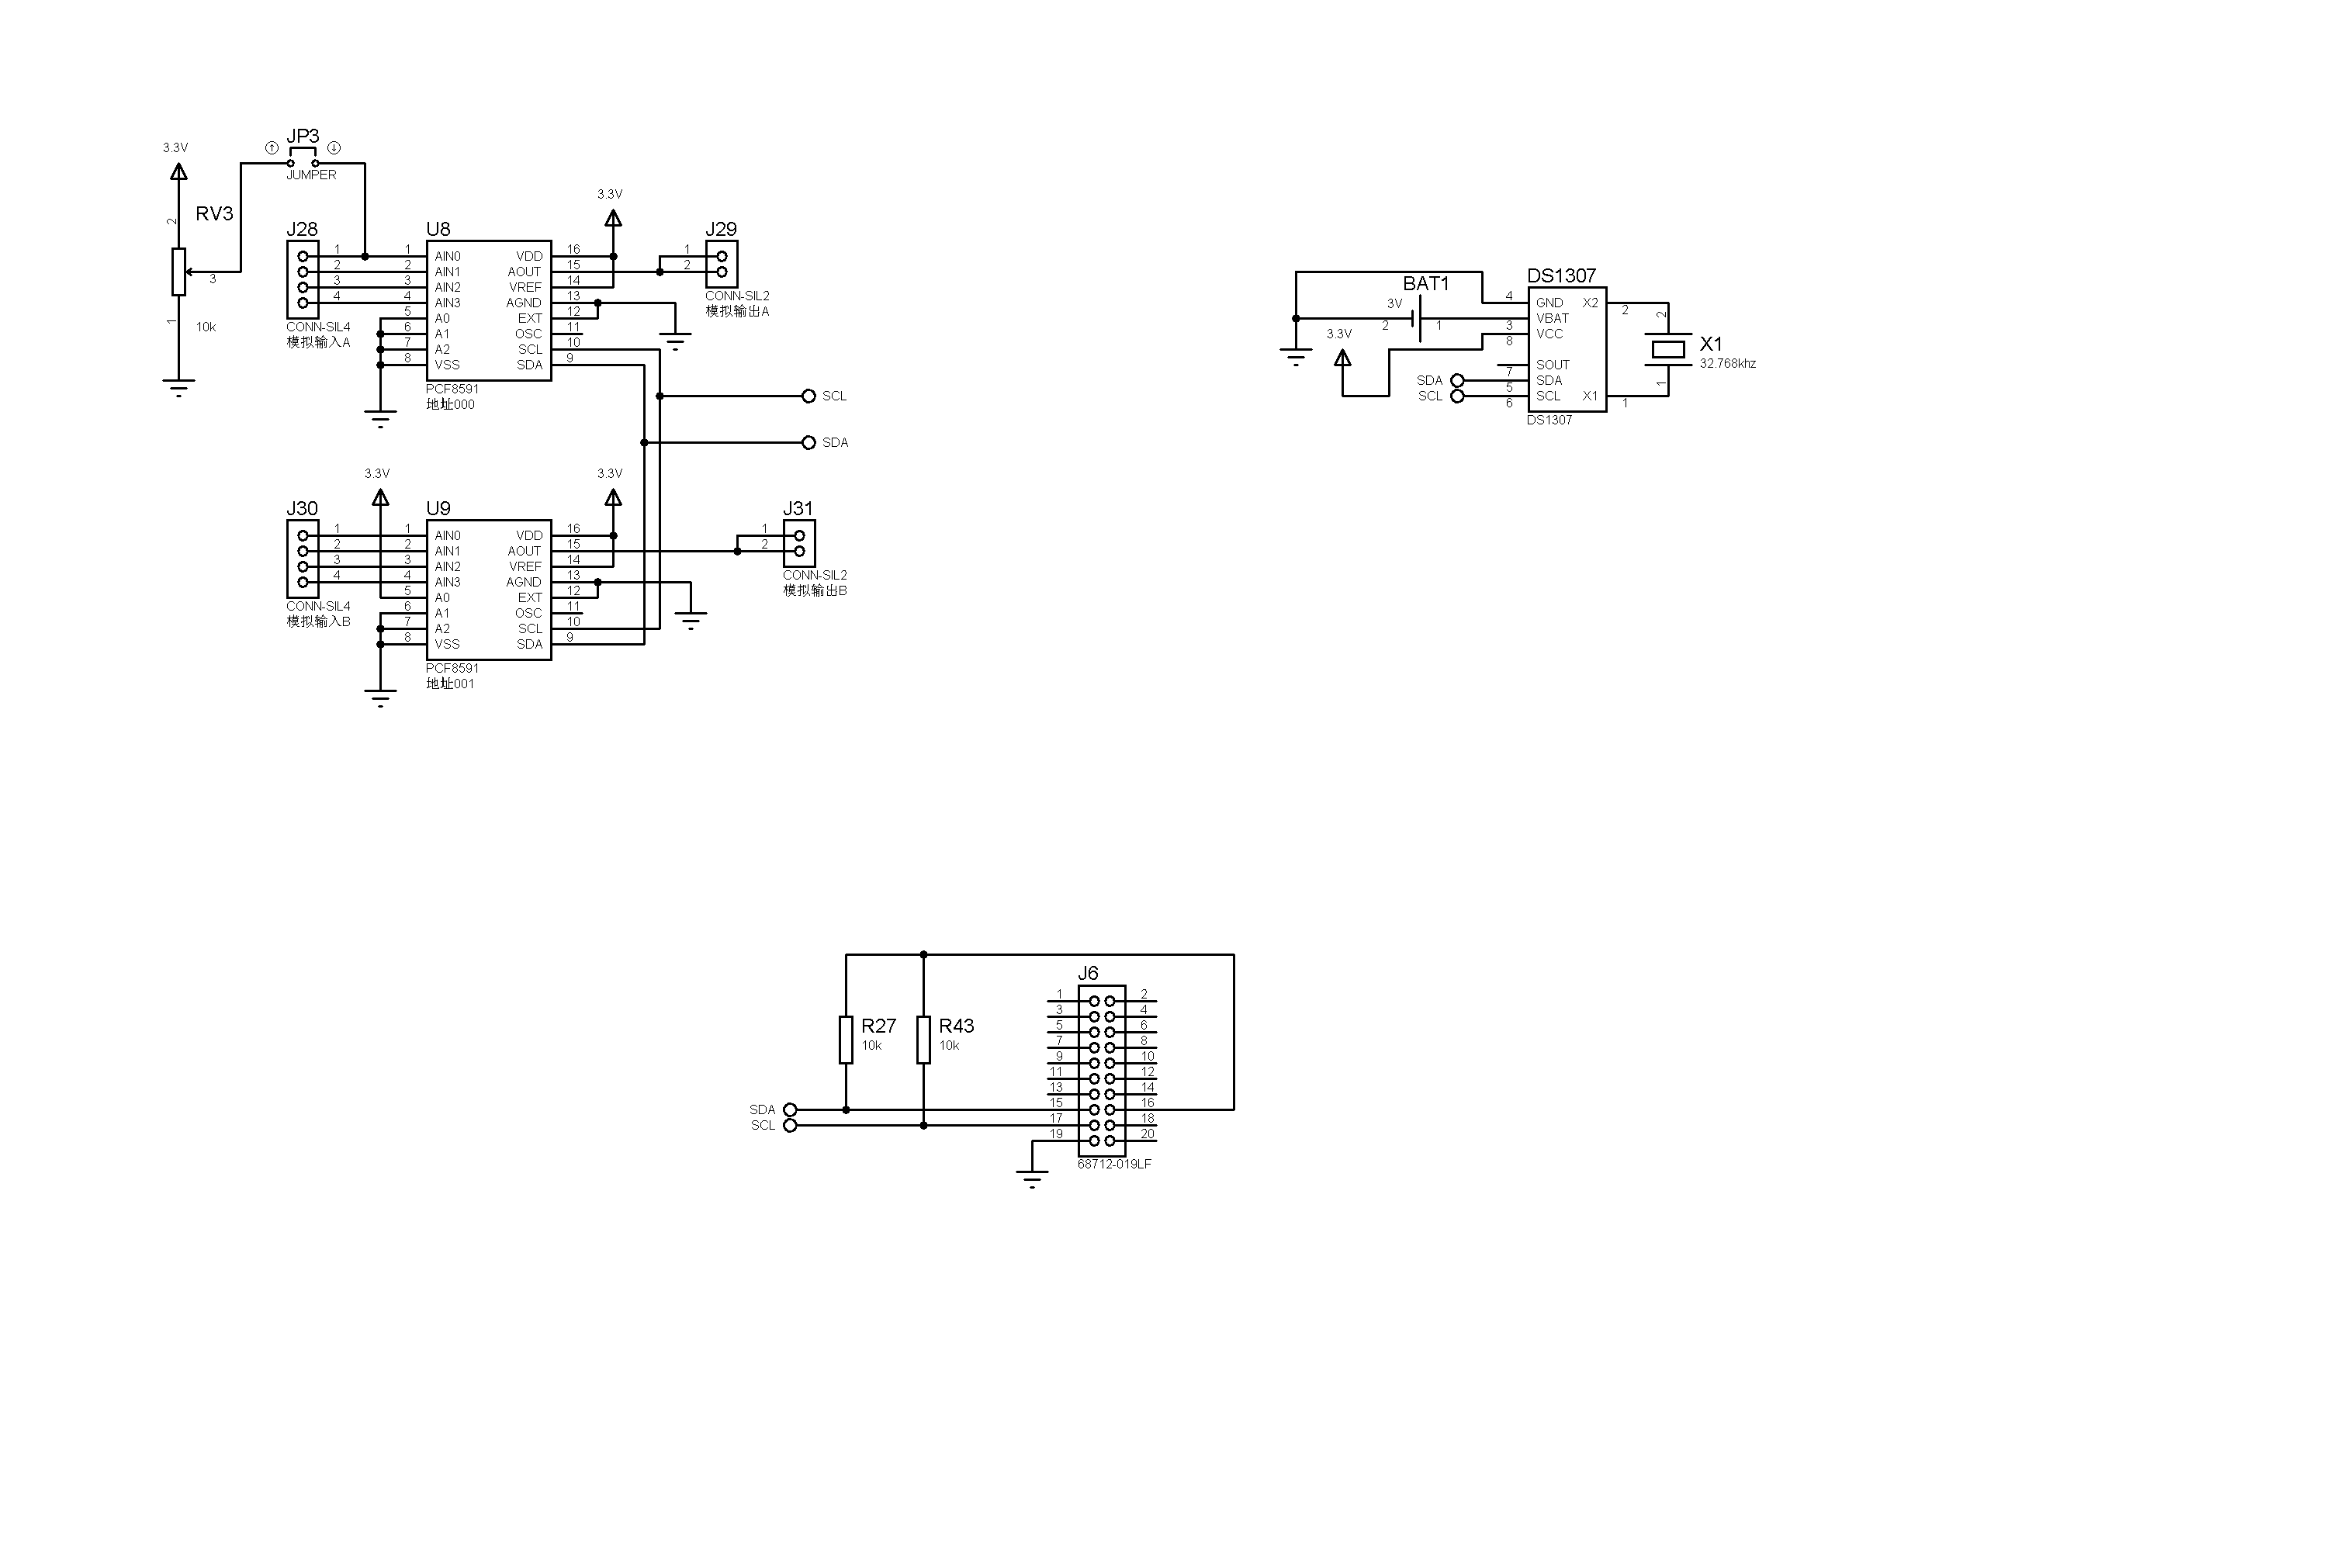 3.3V
JP3
JUMPER
2
RV3
3
1
10k
J28
1
2
3
4
CONN-SIL4
模拟输入A
U8
1 AIN0 VDD 16
2 AIN1 AOUT 15
3 AIN2 VREF 14
4 AIN3 AGND 13
5 A0 EXT 12
6 A1 OSC 11
7 A2 SCL 10
8 VSS SDA 9
PCF8591
地址000
3.3V
J29
1
2
CONN-SIL2
模拟输出A
SCL
SDA
3.3V
J30
1
2
3
4
CONN-SIL4
模拟输入B
U9
1 AIN0 VDD 16
2 AIN1 AOUT 15
3 AIN2 VREF 14
4 AIN3 AGND 13
5 A0 EXT 12
6 A1 OSC 11
7 A2 SCL 10
8 VSS SDA 9
PCF8591
地址001
3.3V
J31
1
2
CONN-SIL2
模拟输出B
BAT1
3V
2 1
3.3V
DS1307
4 GND X2 2
3 VBAT
8 VCC
7 SOUT
SDA 5 SDA
SCL 6 SCL X1 1
DS1307
2
X1
32.768khz
1
J6
1 2
3 4
5 6
7 8
9 10
11 12
13 14
15 16
17 18
19 20
68712-019LF
R27
10k
R43
10k
SDA
SCL